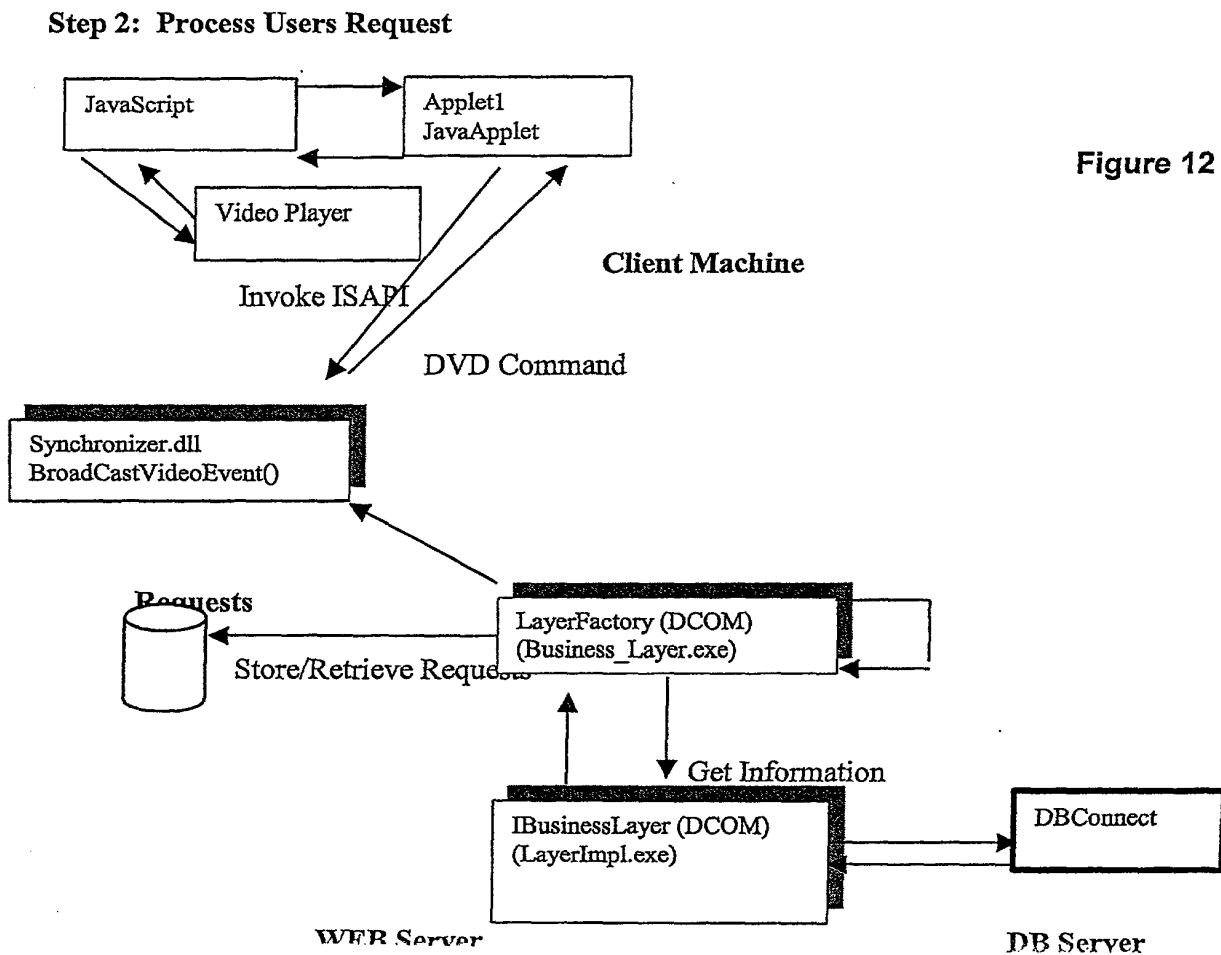 Step 2: Process Users Request
JavaScript
Applet1
JavaApplet
Figure 12
Video Player
Client Machine
Invoke ISAPI
DVD Command
Synchronizer.dll
BroadCastVideoEvent()
Requests
LayerFactory (DCOM)
(Business_Layer.exe)
Store/Retrieve Requests
Get Information
IBusinessLayer (DCOM)
(LayerImpl.exe)
DBConnect
WEB Server
DB Server